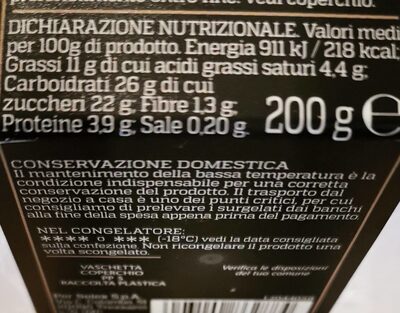 DICHIARAZIONE NUTRIZIONALE. Valori medi
per 100g di prodotto. Energia 911 kJ / 218 kcal;
Grassi 11 g di cui acidi grassi saturi 4,4 g;
Carboidrati 26 g di cui
zuccheri 22 g; Fibre 1,3 g;
Proteine 3,9 g; Sale 0,20 g. 200 g e
CONSERVAZIONE DOMESTICA
Il mantenimento della bassa temperatura è la
condizione indispensabile per una corretta
conservazione del prodotto. Il trasporto dal
negozio a casa è uno dei punti critici, per cui
consigliamo di prelevare i surgelati dai banchi
alla fine della spesa appena prima del pagamento.
NEL CONGELATORE:
**** o *** (-18°C) vedi la data consigliata
sulla confezione. Non ricongelare il prodotto una
volta scongelato.
VASCHETTA
COPERCHIO
PP 5
RACCOLTA PLASTICA
Verifica le disposizioni
del tuo comune